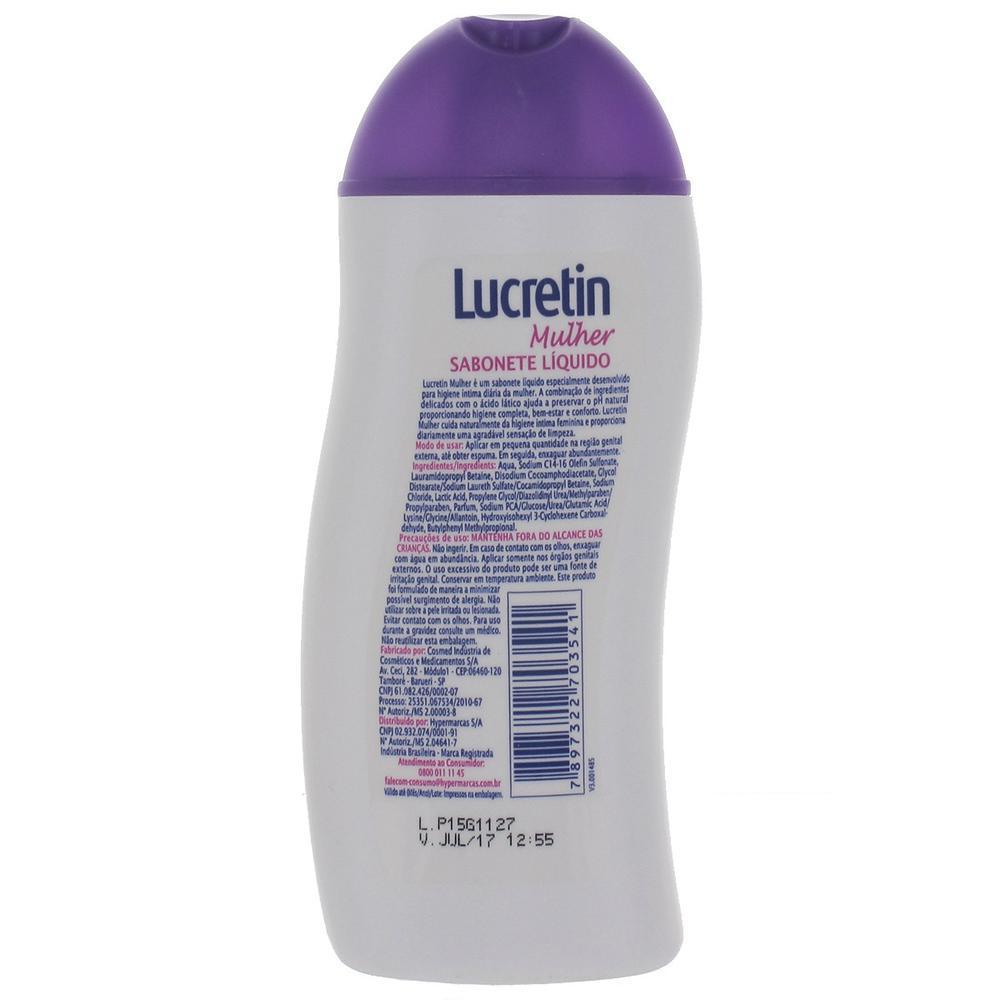 Lucretin
Mulher
SABONETE LÍQUIDO
Lucretin Mulher é um sabonete líquido especialmente desenvolvido
para higiene íntima diária da mulher. A combinação de ingredientes
delicados com o ácido lático ajuda a preservar o pH natural
proporcionando higiene completa, bem-estar e conforto. Lucretin
Mulher cuida naturalmente da higiene íntima feminina e proporciona
diariamente uma agradável sensação de limpeza.
Modo de usar: Aplicar em pequena quantidade na região genital
externa, até obter espuma. Em seguida, enxaguar abundantemente.
Ingredientes/Ingredients: Aqua, Sodium C14-16 Olefin Sulfonate,
Lauramidopropyl Betaine, Disodium Cocoamphodiacetate, Glycol
Distearate/Sodium Laureth Sulfate/Cocamidopropyl Betaine, Sodium
Chloride, Lactic Acid, Propylene Glycol/Diazolidinyl Urea/Methylparaben/
Propylparaben, Parfum, Sodium PCA/Glucose/Urea/Glutamic Acid/
Lysine/Glycine/Allantoin, Hydroxyisohexyl 3-Cyclohexene Carboxal-
dehyde, Butylphenyl Methylpropional.
Precauções de uso: MANTENHA FORA DO ALCANCE DAS
CRIANÇAS. Não ingerir. Em caso de contato com os olhos, enxaguar
com água em abundância. Aplicar somente nos órgãos genitais
externos. O uso excessivo do produto pode ser uma fonte de
irritação genital. Conservar em temperatura ambiente. Este produto
foi formulado de maneira a minimizar
possível surgimento de alergia. Não
utilizar sobre a pele irritada ou lesionada.
Evitar contato com os olhos. Para uso
durante a gravidez consulte um médico.
Não reutilizar esta embalagem.
Fabricado por: Cosmed Indústria de
Cosméticos e Medicamentos S/A
Av. Ceci, 282 - Módulo1 - CEP:06460-120
Tamboré - Barueri - SP
CNPJ 61.082.426/0002-07
Processo: 25351.067534/2010-67
N° Autoriz./MS 2.00003-8
Distribuído por: Hypermarcas S/A
CNPJ 02.932.074/0001-91
N° Autoriz./MS 2.04641-7
Indústria Brasileira - Marca Registrada
Atendimento ao Consumidor:
0800 011 11 45
falecom-consumo@hypermarcas.com.br
Válido até (Mês/Ano)/Lote: Impressos na embalagem.
7 897322 703541
V3.001485
L.P15G1127
V.JUL/17 12:55